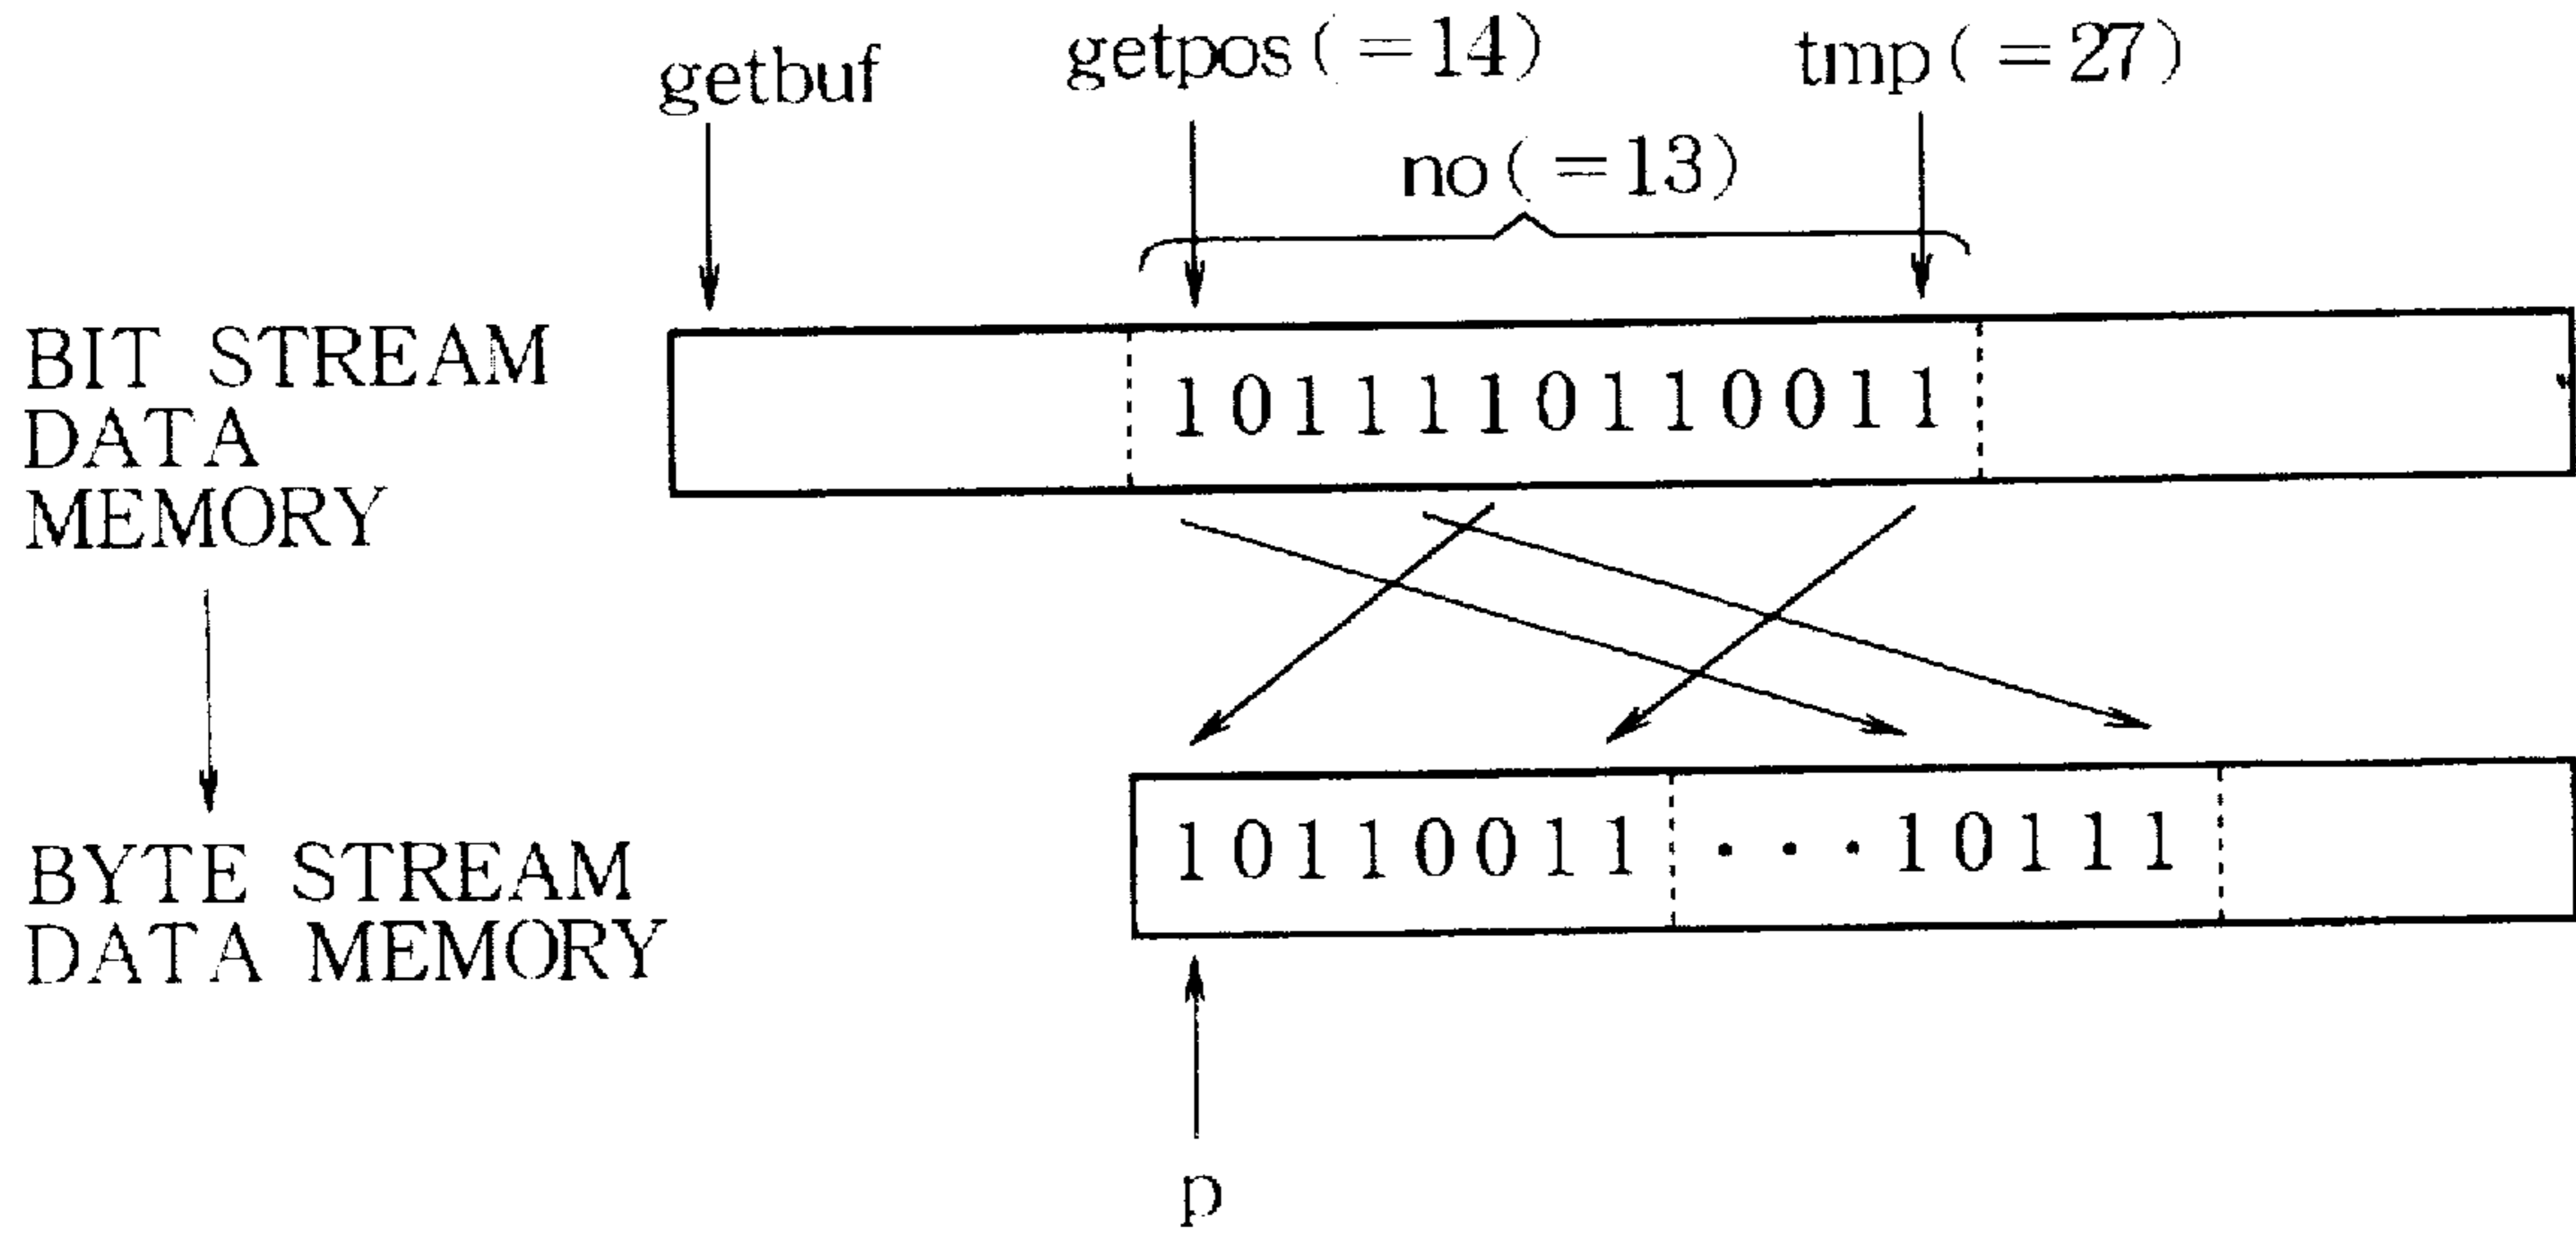 getbuf
getpos(=14)
tmp(=27)
no(=13)
BIT STREAM
DATA
MEMORY
1011110110011
BYTE STREAM
DATA MEMORY
10110011 ・・・10111
p